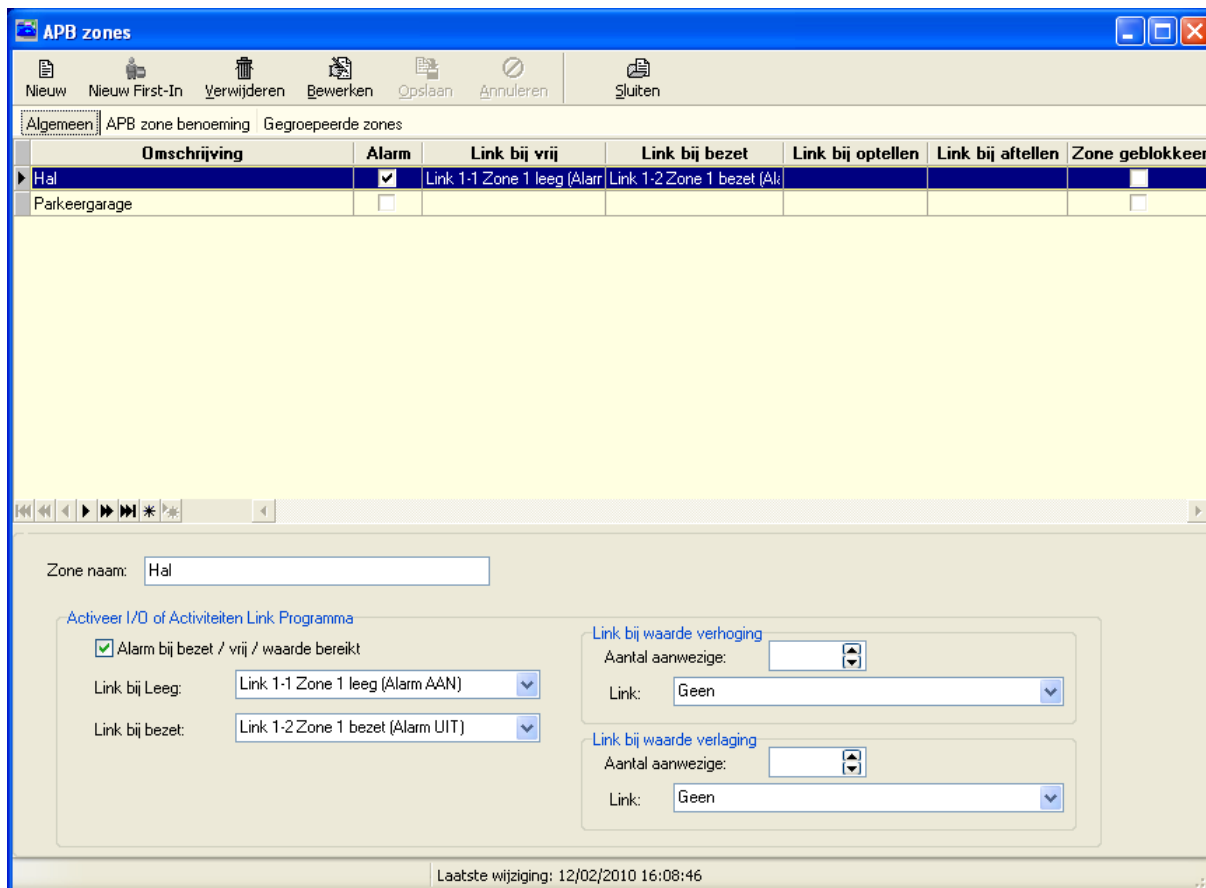 APB zones
Nieuw Nieuw First-In Verwijderen Bewerken Opslaan Annuleren Sluiten
Algemeen APB zone benoeming Gegroepeerde zones
Omschrijving Alarm Link bij vrij Link bij bezet Link bij optellen Link bij aftellen Zone geblokkeer
Hal Link 1-1 Zone 1 leeg (Alarr Link 1-2 Zone 1 bezet (Ala
Parkeergarage
Zone naam: Hal
Activeer I/O of Activiteiten Link Programma
Alarm bij bezet / vrij / waarde bereikt
Link bij Leeg: Link 1-1 Zone 1 leeg (Alarm AAN)
Link bij bezet: Link 1-2 Zone 1 bezet (Alarm UIT)
Link bij waarde verhoging
Aantal aanwezige:
Link: Geen
Link bij waarde verlaging
Aantal aanwezige:
Link: Geen
Laatste wijziging: 12/02/2010 16:08:46